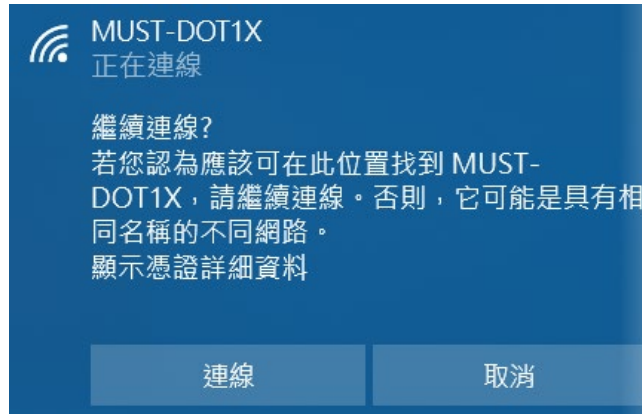 MUST-DOT1X
正在連線
繼續連線?
若您認為應該可在此位置找到 MUST-
DOT1X，請繼續連線。否則，它可能是具有相
同名稱的不同網路。
顯示憑證詳細資料
連線
取消